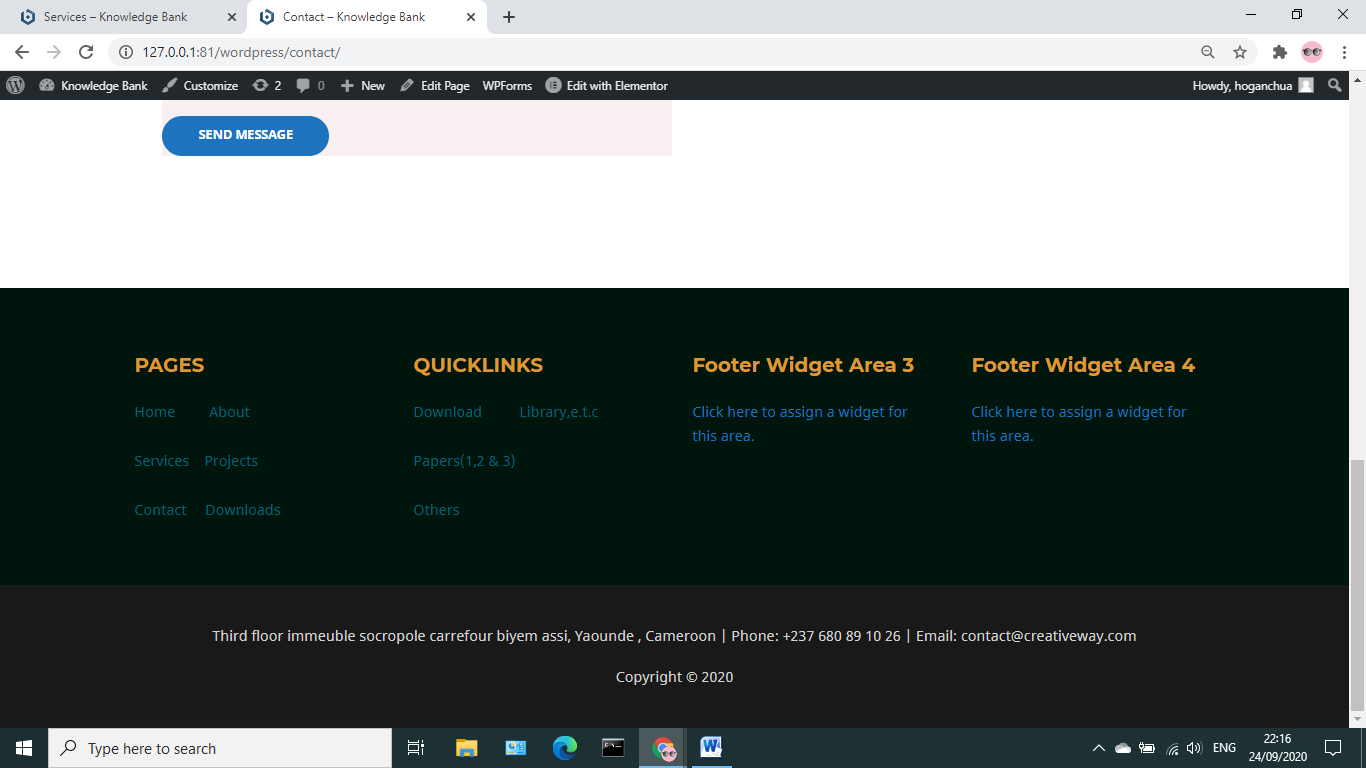 Services – Knowledge Bank
Contact – Knowledge Bank
127.0.0.1:81/wordpress/contact/
Knowledge Bank Customize 2 0 New Edit Page WPForms Edit with Elementor Howdy, hoganchua
SEND MESSAGE
PAGES
Home About
Services Projects
Contact Downloads
QUICKLINKS
Download Library,e.t.c
Papers(1,2 & 3)
Others
Footer Widget Area 3
Click here to assign a widget for
this area.
Footer Widget Area 4
Click here to assign a widget for
this area.
Third floor immeuble socropole carrefour biyem assi, Yaounde , Cameroon | Phone: +237 680 89 10 26 | Email: contact@creativeway.com
Copyright © 2020
Type here to search
ENG
22:16
24/09/2020